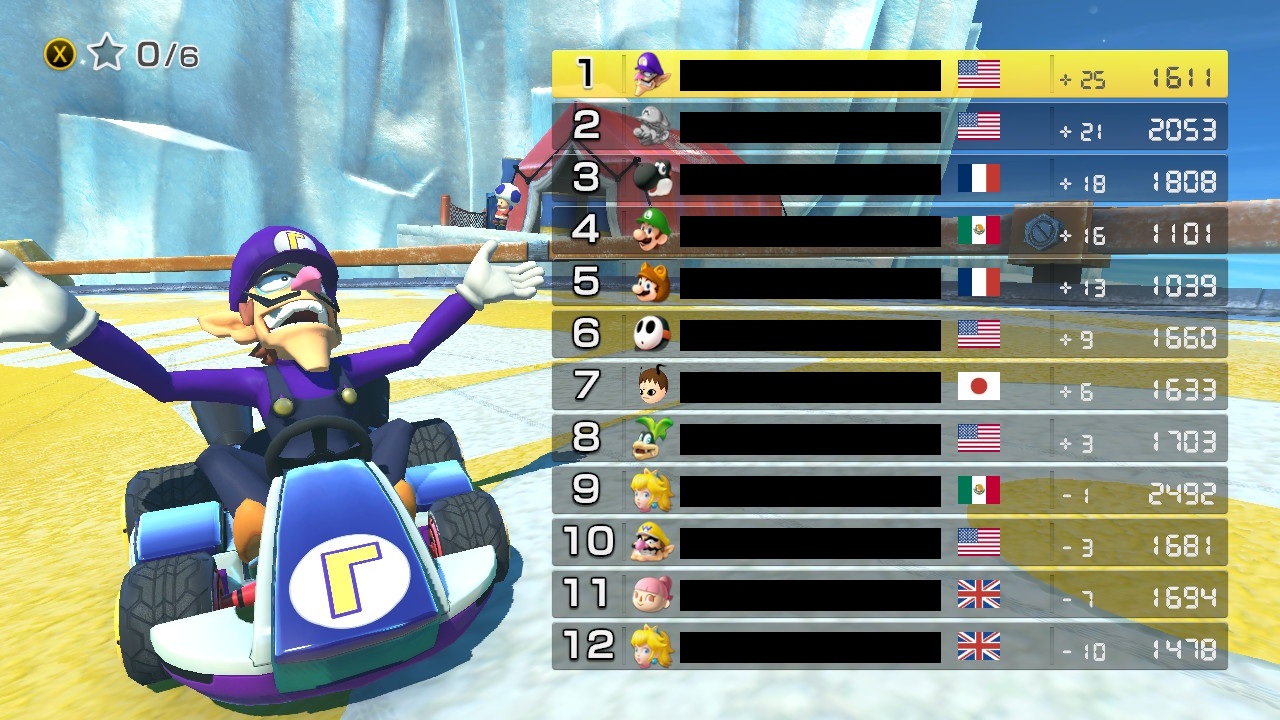 X 0/6
1 + 25 1611
2 + 21 2053
3 + 18 1808
4 + 16 1101
5 + 13 1039
6 + 9 1660
7 + 6 1633
8 + 3 1703
9 - 1 2492
10 - 3 1681
11 - 7 1694
12 - 10 1478